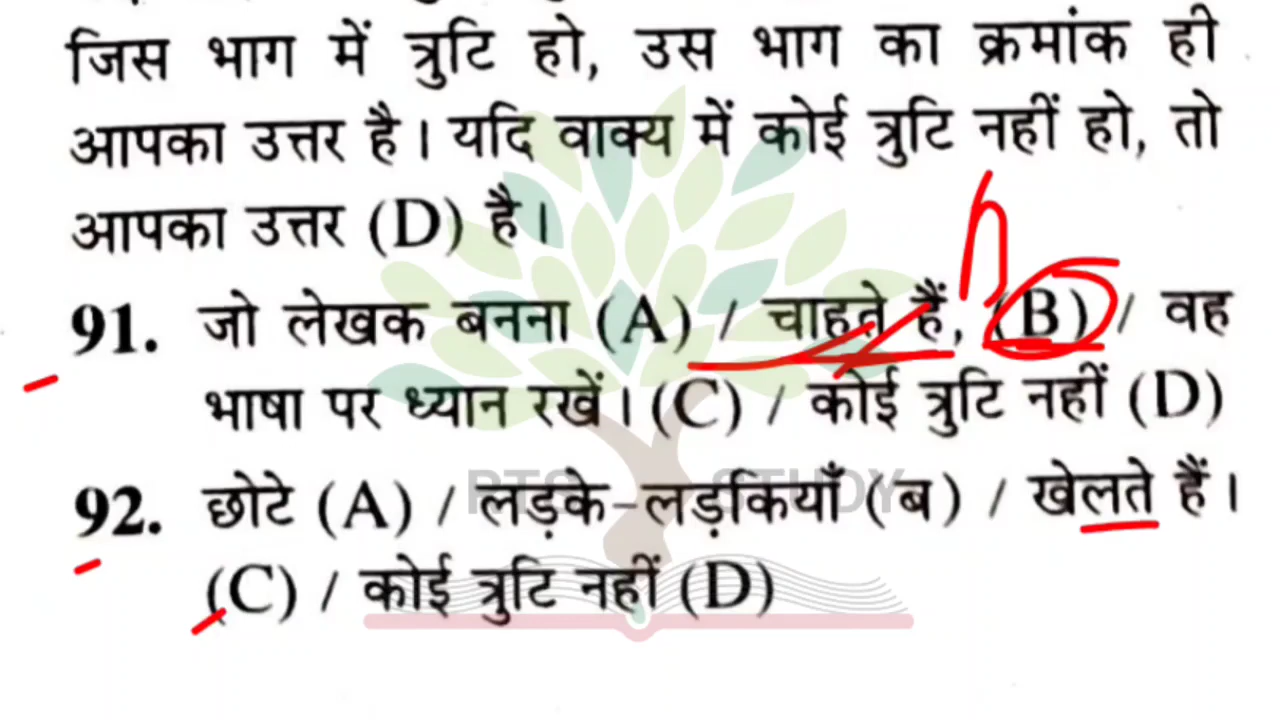 जिस भाग में त्रुटि हो, उस भाग का क्रमांक ही
आपका उत्तर है। यदि वाक्य में कोई त्रुटि नहीं हो, तो
आपका उत्तर (D) है।
91. जो लेखक बनना (A) / चाहते हैं, (B) / वह
भाषा पर ध्यान रखें। (C) / कोई त्रुटि नहीं (D)
92. छोटे (A) / लड़के-लड़कियाँ (ब) / खेलते हैं।
(C) / कोई त्रुटि नहीं (D)